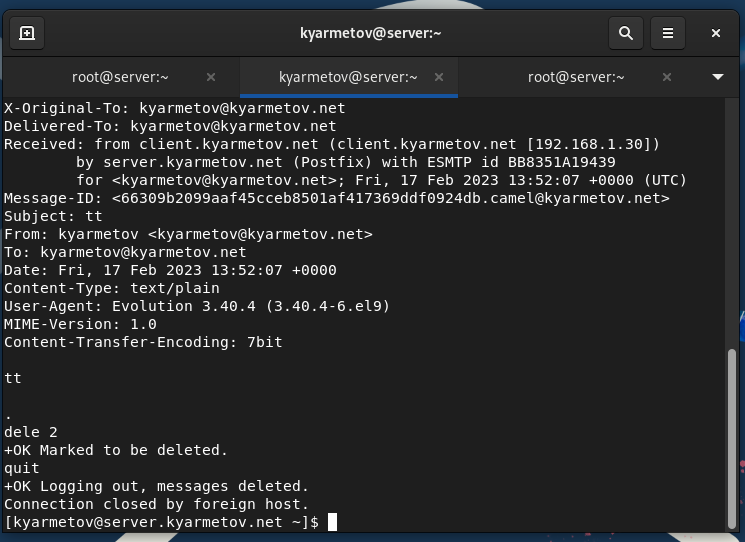 kyarmetov@server:~
root@server:~
kyarmetov@server:~
root@server:~
X-Original-To: kyarmetov@kyarmetov.net
Delivered-To: kyarmetov@kyarmetov.net
Received: from client.kyarmetov.net (client.kyarmetov.net [192.168.1.30])
        by server.kyarmetov.net (Postfix) with ESMTP id BB8351A19439
        for <kyarmetov@kyarmetov.net>; Fri, 17 Feb 2023 13:52:07 +0000 (UTC)
Message-ID: <66309b2099aaf45cceb8501af417369ddf0924db.camel@kyarmetov.net>
Subject: tt
From: kyarmetov <kyarmetov@kyarmetov.net>
To: kyarmetov@kyarmetov.net
Date: Fri, 17 Feb 2023 13:52:07 +0000
Content-Type: text/plain
User-Agent: Evolution 3.40.4 (3.40.4-6.el9)
MIME-Version: 1.0
Content-Transfer-Encoding: 7bit
tt
.
dele 2
+OK Marked to be deleted.
quit
+OK Logging out, messages deleted.
Connection closed by foreign host.
[kyarmetov@server.kyarmetov.net ~]$